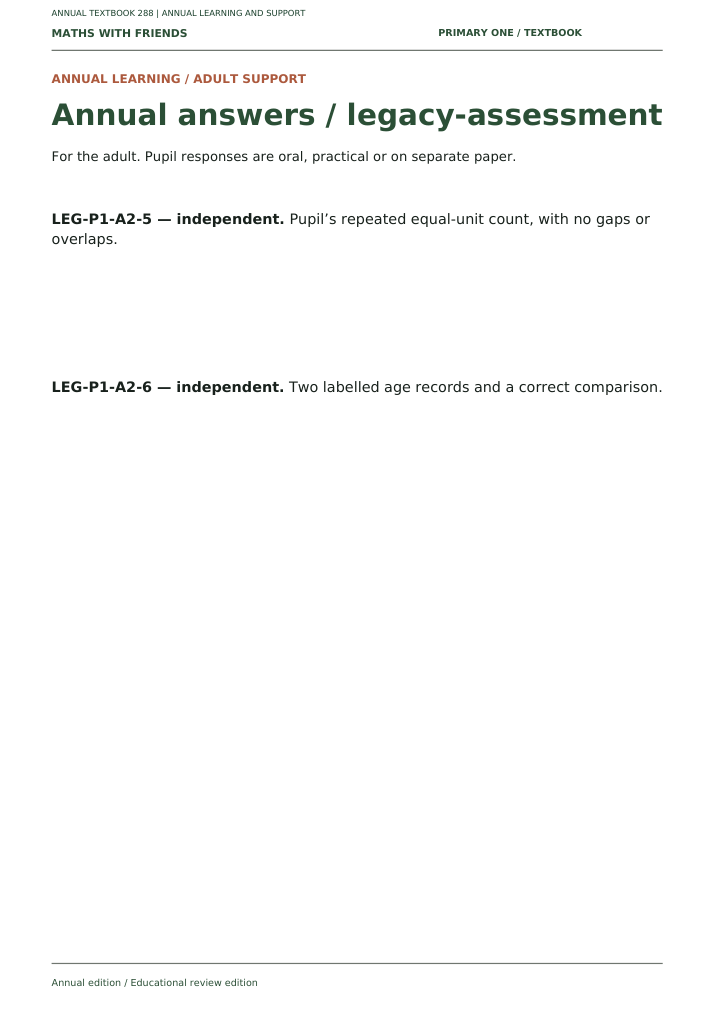 ANNUAL TEXTBOOK 288 | ANNUAL LEARNING AND SUPPORT
MATHS WITH FRIENDS
PRIMARY ONE / TEXTBOOK
ANNUAL LEARNING / ADULT SUPPORT
Annual answers / legacy-assessment
For the adult. Pupil responses are oral, practical or on separate paper.
LEG-P1-A2-5 — independent. Pupil’s repeated equal-unit count, with no gaps or
overlaps.
LEG-P1-A2-6 — independent. Two labelled age records and a correct comparison.
Annual edition / Educational review edition